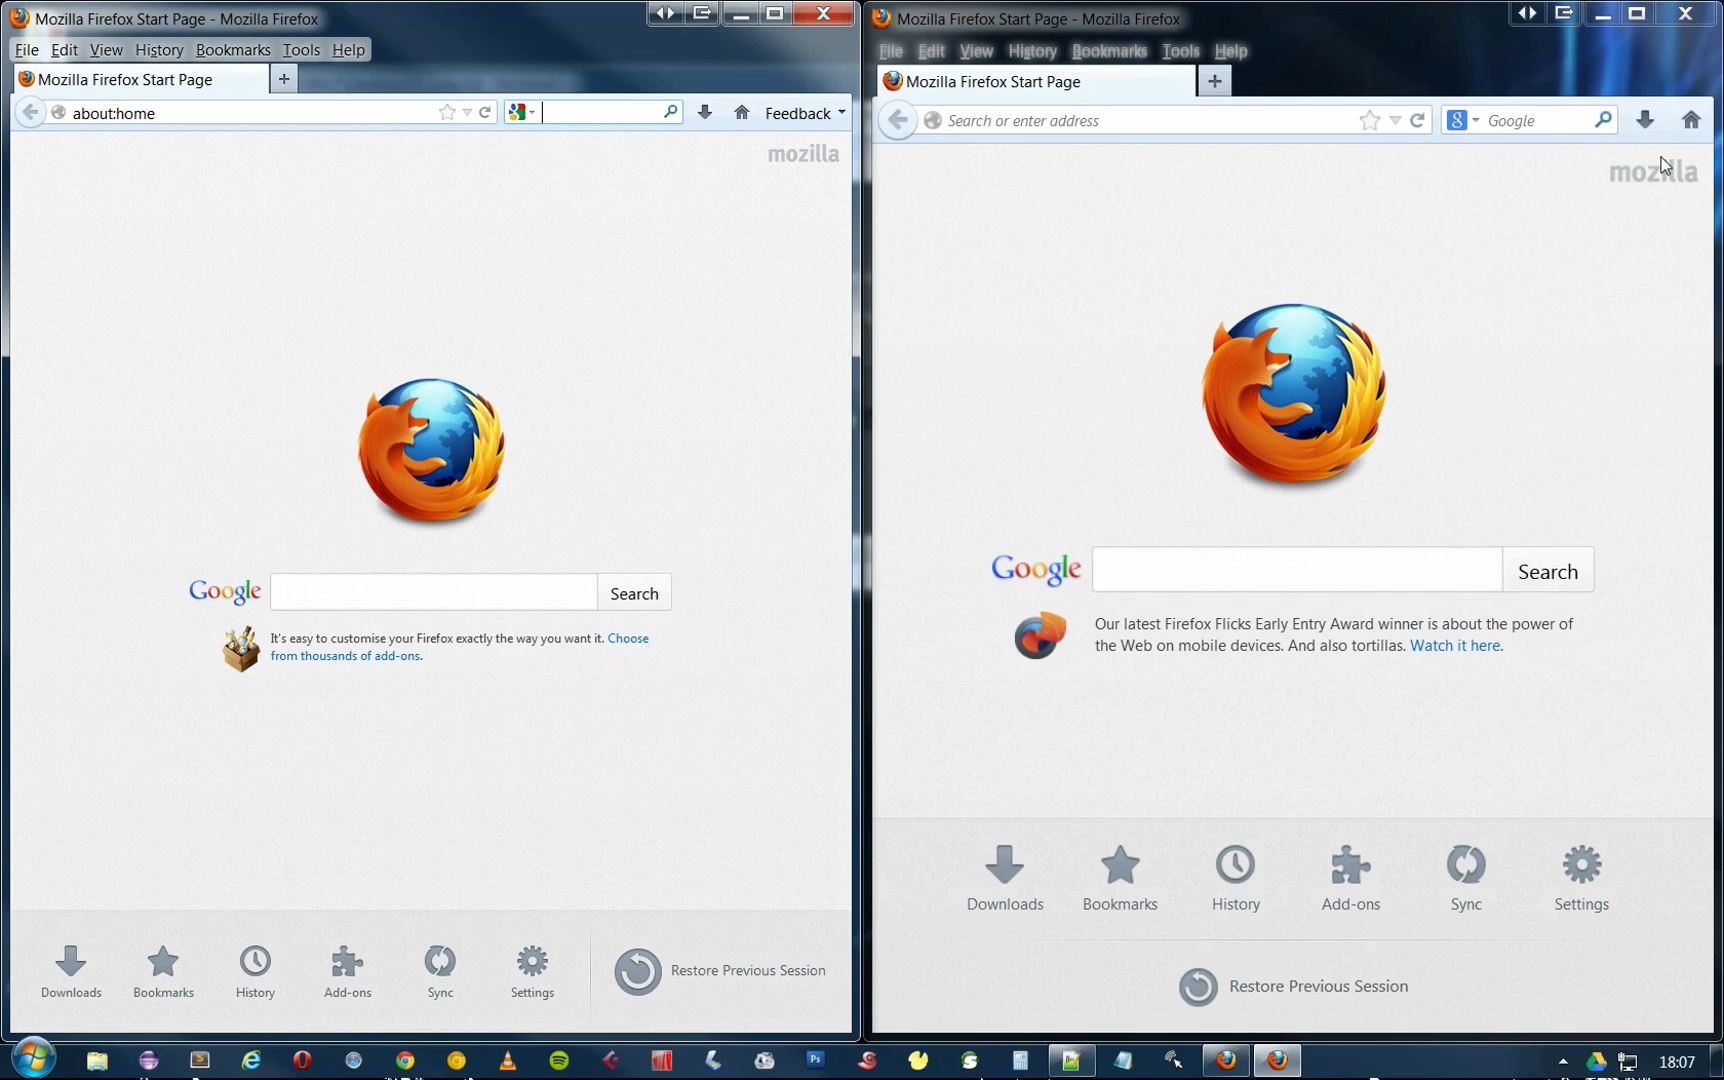 Mozilla Firefox Start Page - Mozilla Firefox
File Edit View History Bookmarks Tools Help
Mozilla Firefox Start Page
about:home
Feedback
mozilla
Google
Search
It's easy to customise your Firefox exactly the way you want it. Choose
from thousands of add-ons.
Downloads
Bookmarks
History
Add-ons
Sync
Settings
Restore Previous Session
Mozilla Firefox Start Page - Mozilla Firefox
File Edit View History Bookmarks Tools Help
Mozilla Firefox Start Page
Search or enter address
Google
mozilla
Google
Search
Our latest Firefox Flicks Early Entry Award winner is about the power of
the Web on mobile devices. And also tortillas. Watch it here.
Downloads
Bookmarks
History
Add-ons
Sync
Settings
Restore Previous Session
18:07